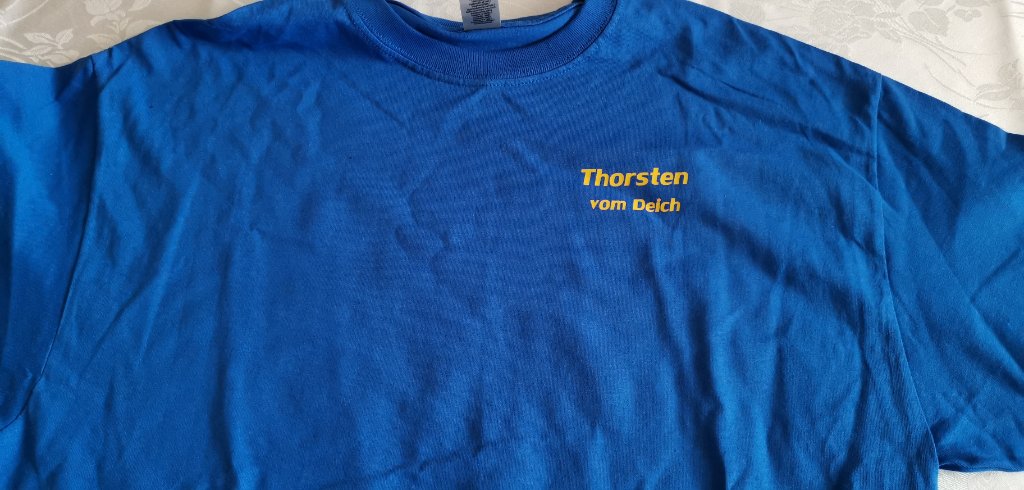 Thorsten
vom Deich